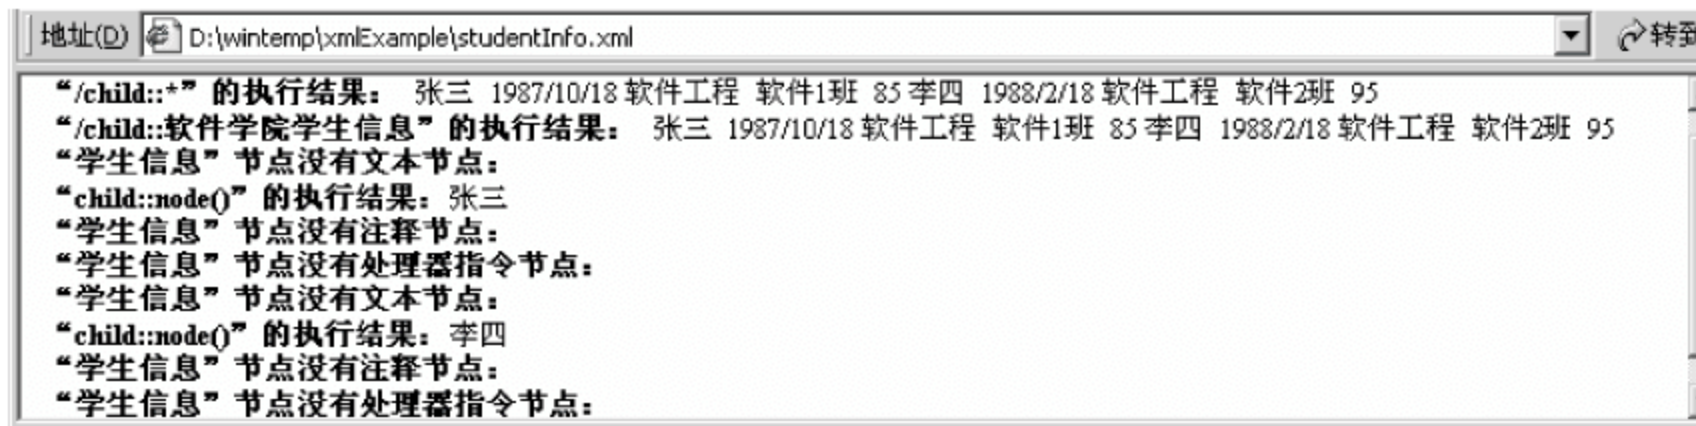 地址(D) D:\wintemp\xmlExample\studentInfo.xml 转到
“/child::*”的执行结果： 张三 1987/10/18 软件工程 软件1班 85 李四 1988/2/18 软件工程 软件2班 95
“/child::软件学院学生信息”的执行结果： 张三 1987/10/18 软件工程 软件1班 85 李四 1988/2/18 软件工程 软件2班 95
“学生信息”节点没有文本节点：
“child::node()”的执行结果：张三
“学生信息”节点没有注释节点：
“学生信息”节点没有处理器指令节点：
“学生信息”节点没有文本节点：
“child::node()”的执行结果：李四
“学生信息”节点没有注释节点：
“学生信息”节点没有处理器指令节点：